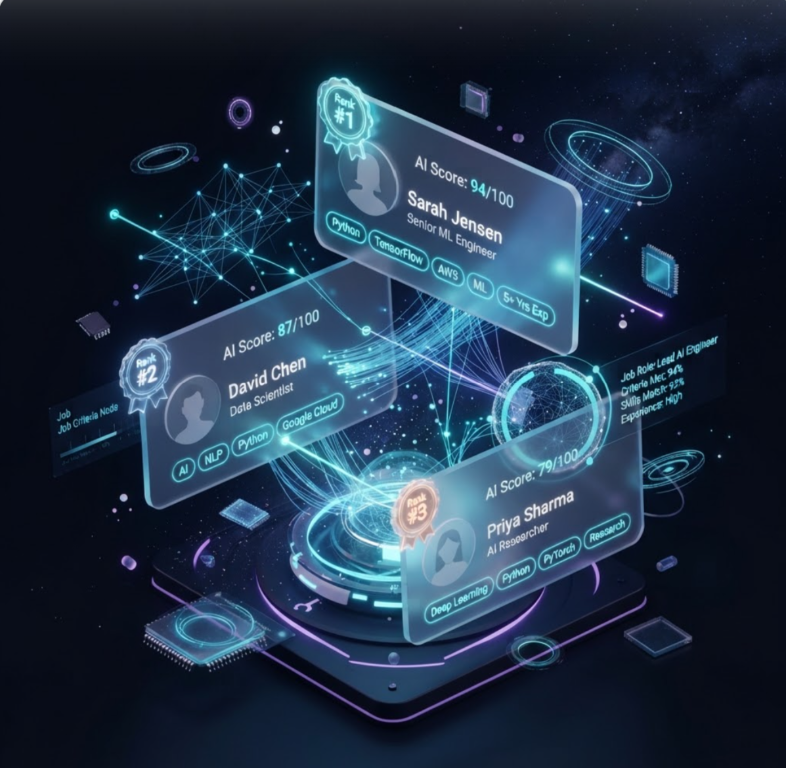 Rank
#1
AI Score: 94/100
Sarah Jensen
Senior ML Engineer
Python
TensorFlow
AWS
ML
5+ Yrs Exp
Rank
#2
AI Score: 87/100
David Chen
Data Scientist
AI
NLP
Python
Google Cloud
Job
Job Criteria Node
Job Role: Lead AI Engineer
Criteria Met: 94%
Skills Match: 92%
Experience: High
Rank
#3
AI Score: 79/100
Priya Sharma
AI Researcher
Deep Learning
Python
PyTorch
Research